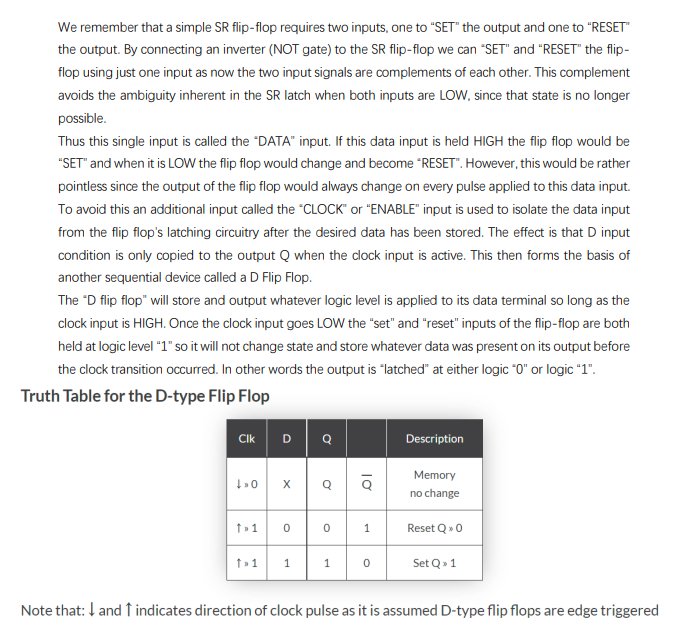 We remember that a simple SR flip-flop requires two inputs, one to “SET” the output and one to “RESET”
the output. By connecting an inverter (NOT gate) to the SR flip-flop we can “SET” and “RESET” the flip-
flop using just one input as now the two input signals are complements of each other. This complement
avoids the ambiguity inherent in the SR latch when both inputs are LOW, since that state is no longer
possible.
Thus this single input is called the “DATA” input. If this data input is held HIGH the flip flop would be
“SET” and when it is LOW the flip flop would change and become “RESET”. However, this would be rather
pointless since the output of the flip flop would always change on every pulse applied to this data input.
To avoid this an additional input called the “CLOCK” or “ENABLE” input is used to isolate the data input
from the flip flop’s latching circuitry after the desired data has been stored. The effect is that D input
condition is only copied to the output Q when the clock input is active. This then forms the basis of
another sequential device called a D Flip Flop.
The “D flip flop” will store and output whatever logic level is applied to its data terminal so long as the
clock input is HIGH. Once the clock input goes LOW the “set” and “reset” inputs of the flip-flop are both
held at logic level “1” so it will not change state and store whatever data was present on its output before
the clock transition occurred. In other words the output is “latched” at either logic “0” or logic “1”.
Truth Table for the D-type Flip Flop
Clk D Q Description
↓ » 0 X Q Q̅ Memory
no change
↑ » 1 0 0 1 Reset Q » 0
↑ » 1 1 1 0 Set Q » 1
Note that: ↓ and ↑ indicates direction of clock pulse as it is assumed D-type flip flops are edge triggered